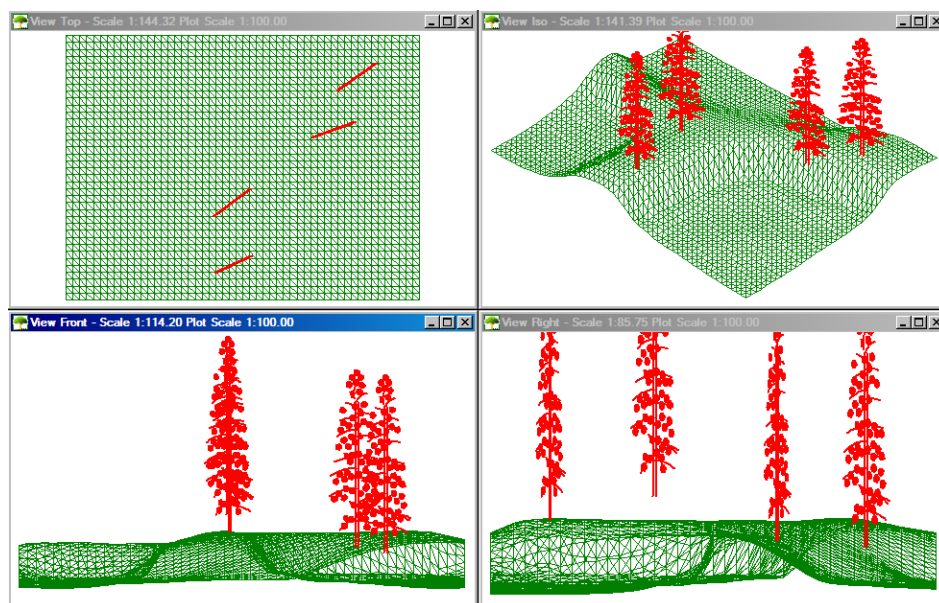 View Top - Scale 1:144.32 Plot Scale 1:100.00
View Iso - Scale 1:141.39 Plot Scale 1:100.00
View Front - Scale 1:114.20 Plot Scale 1:100.00
View Right - Scale 1:85.75 Plot Scale 1:100.00